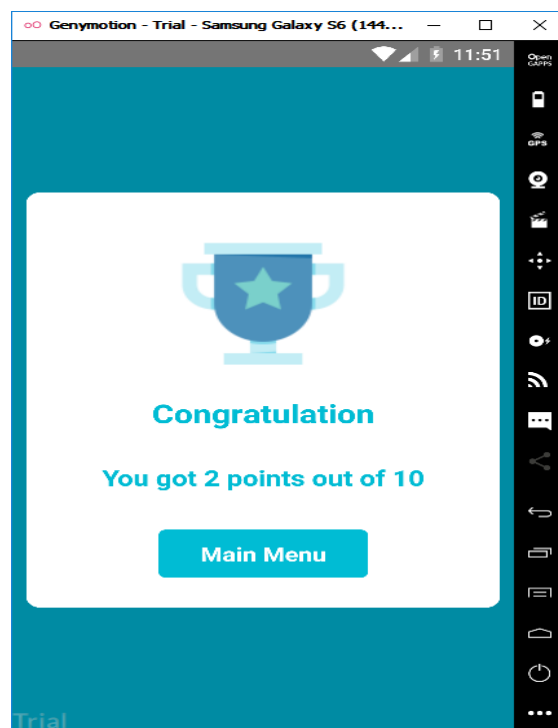 Genymotion - Trial - Samsung Galaxy S6 (144...
11:51
Open
GAPPS
GPS
ID
Congratulation
You got 2 points out of 10
Main Menu
Trial